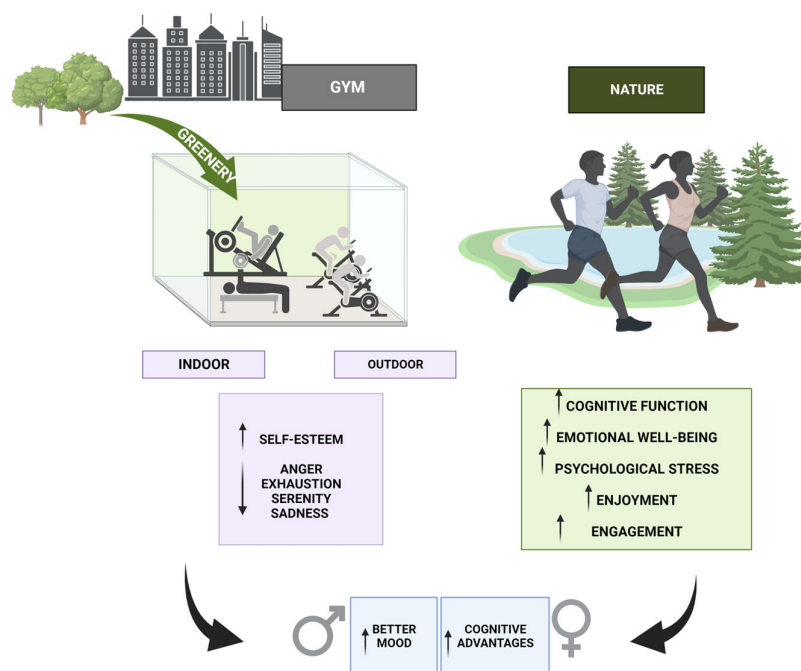 GYM
NATURE
GREENERY
INDOOR
OUTDOOR
SELF-ESTEEM
ANGER
EXHAUSTION
SERENITY
SADNESS
COGNITIVE FUNCTION
EMOTIONAL WELL-BEING
PSYCHOLOGICAL STRESS
ENJOYMENT
ENGAGEMENT
BETTER
MOOD
COGNITIVE
ADVANTAGES